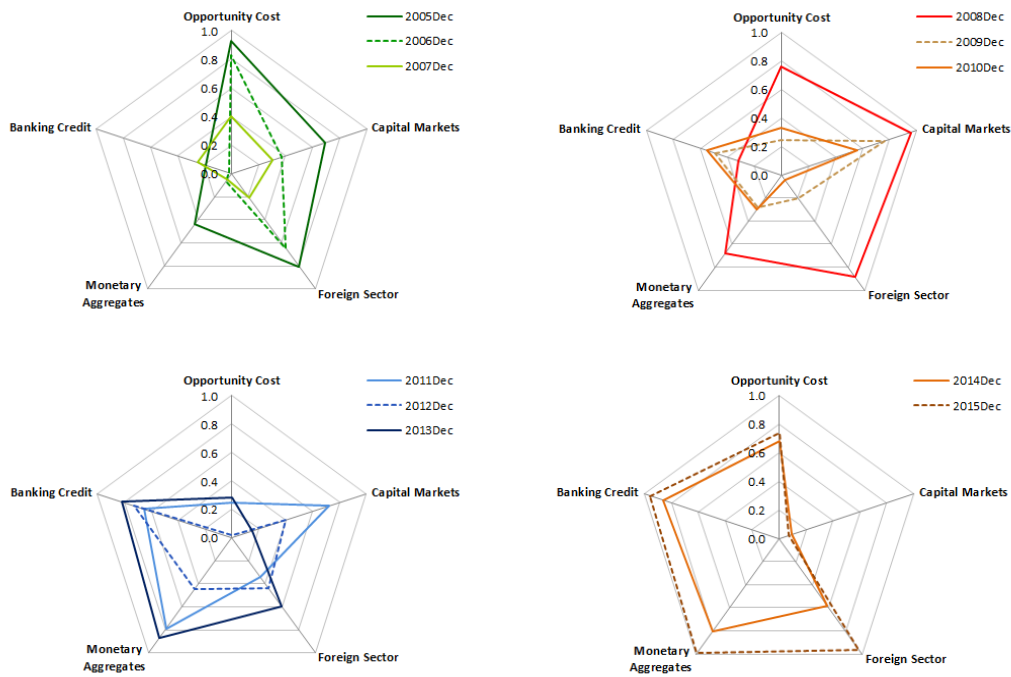 Opportunity Cost
1.0
0.8
0.6
0.4
0.2
0.0
Banking Credit
Capital Markets
Monetary
Aggregates
Foreign Sector
2005Dec
2006Dec
2007Dec
Opportunity Cost
1.0
0.8
0.6
0.4
0.2
0.0
Banking Credit
Capital Markets
Monetary
Aggregates
Foreign Sector
2008Dec
2009Dec
2010Dec
Opportunity Cost
1.0
0.8
0.6
0.4
0.2
0.0
Banking Credit
Capital Markets
Monetary
Aggregates
Foreign Sector
2011Dec
2012Dec
2013Dec
Opportunity Cost
1.0
0.8
0.6
0.4
0.2
0.0
Banking Credit
Capital Markets
Monetary
Aggregates
Foreign Sector
2014Dec
2015Dec